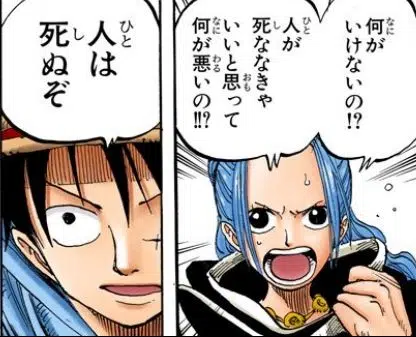 何が
いけないの!?
人が
死ななきゃ
いいと思って
何が悪いの!!?
人は
死ぬぞ